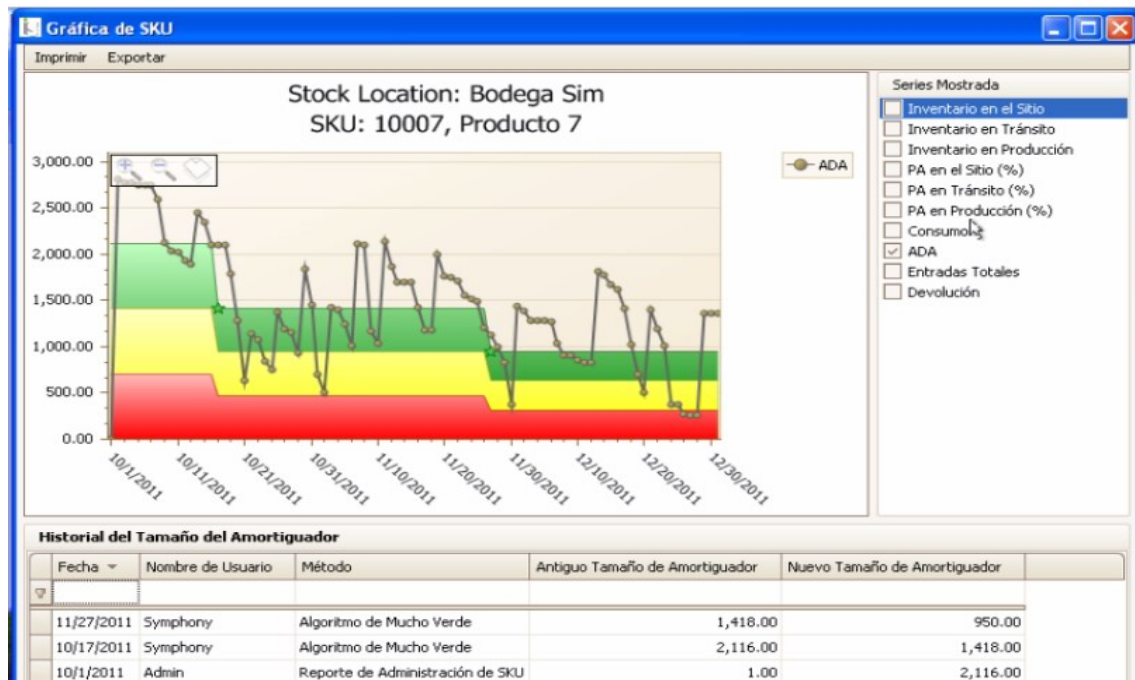 Gráfica de SKU
Imprimir Exportar
Stock Location: Bodega Sim
SKU: 10007, Producto 7
3,000.00
2,500.00
2,000.00
1,500.00
1,000.00
500.00
0.00
10/1/2011
10/11/2011
10/21/2011
10/31/2011
11/10/2011
11/20/2011
11/30/2011
12/10/2011
12/20/2011
12/30/2011
ADA
Series Mostrada
Inventario en el Sitio
Inventario en Tránsito
Inventario en Producción
PA en el Sitio (%)
PA en Tránsito (%)
PA en Producción (%)
Consumo
ADA
Entradas Totales
Devolución
Historial del Tamaño del Amortiguador
Fecha Nombre de Usuario Método Antiguo Tamaño de Amortiguador Nuevo Tamaño de Amortiguador
11/27/2011 Symphony Algoritmo de Mucho Verde 1,418.00 950.00
10/17/2011 Symphony Algoritmo de Mucho Verde 2,116.00 1,418.00
10/1/2011 Admin Reporte de Administración de SKU 1.00 2,116.00